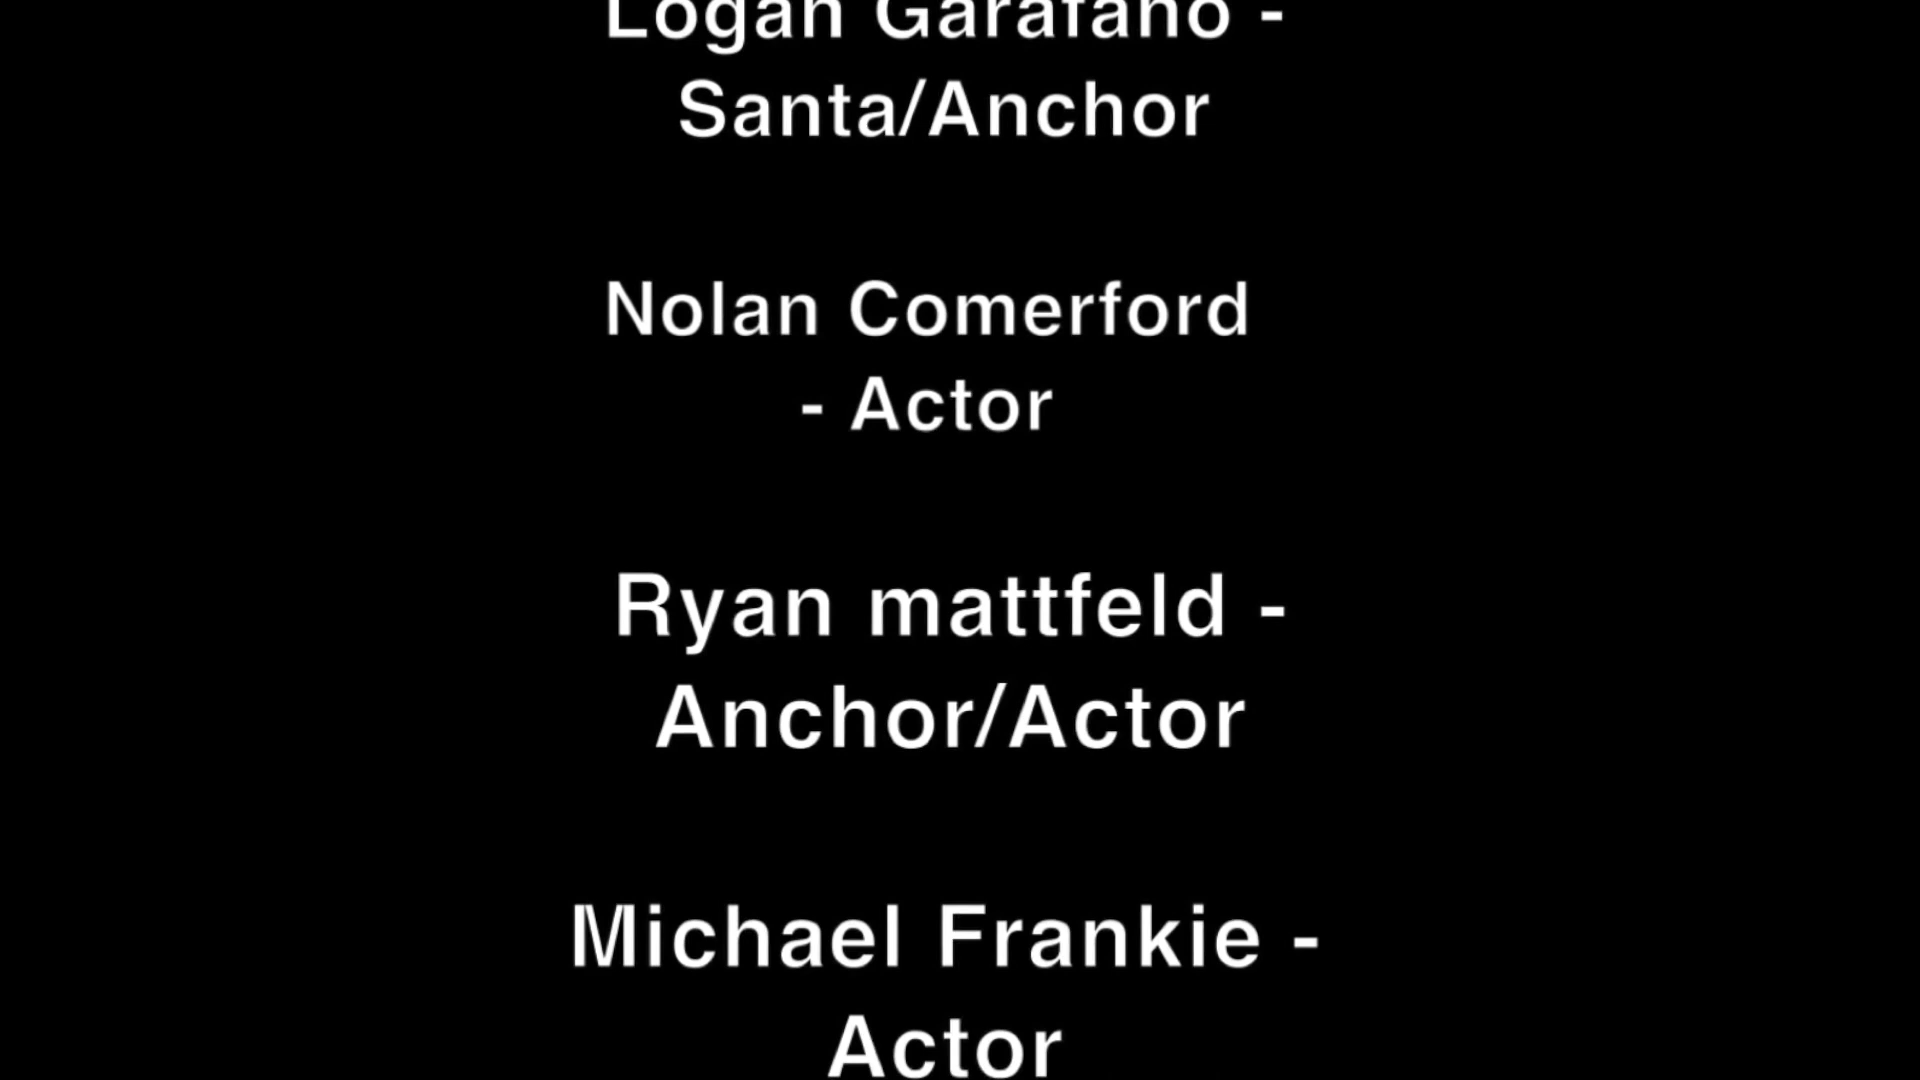 Logan Garafano -
Santa/Anchor
Nolan Comerford
- Actor
Ryan mattfeld -
Anchor/Actor
Michael Frankie -
Actor